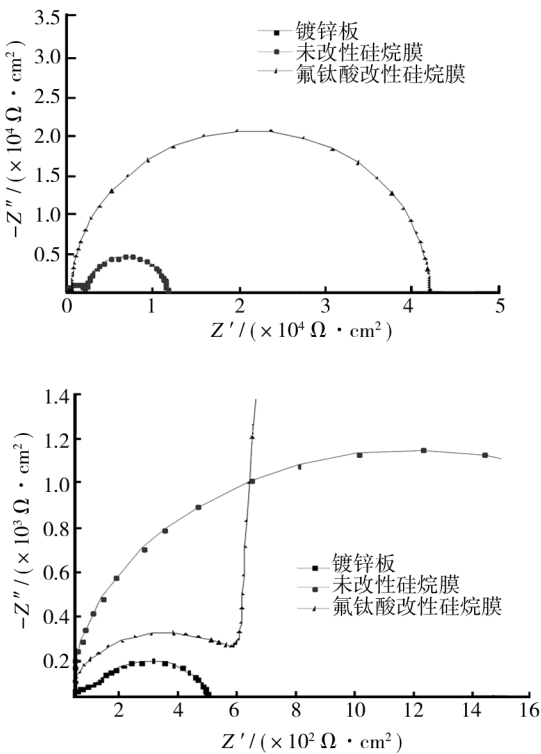 3.5
镀锌板
未改性硅烷膜
氟钛酸改性硅烷膜
3.0
2.5
2.0
1.5
1.0
0.5
-Z″/(×10⁴ Ω·cm²)
0 1 2 3 4 5
Z′/(×10⁴ Ω·cm²)
1.4
1.2
1.0
0.8
0.6
0.4
0.2
-Z″/(×10³ Ω·cm²)
镀锌板
未改性硅烷膜
氟钛酸改性硅烷膜
2 4 6 8 10 12 14 16
Z′/(×10² Ω·cm²)